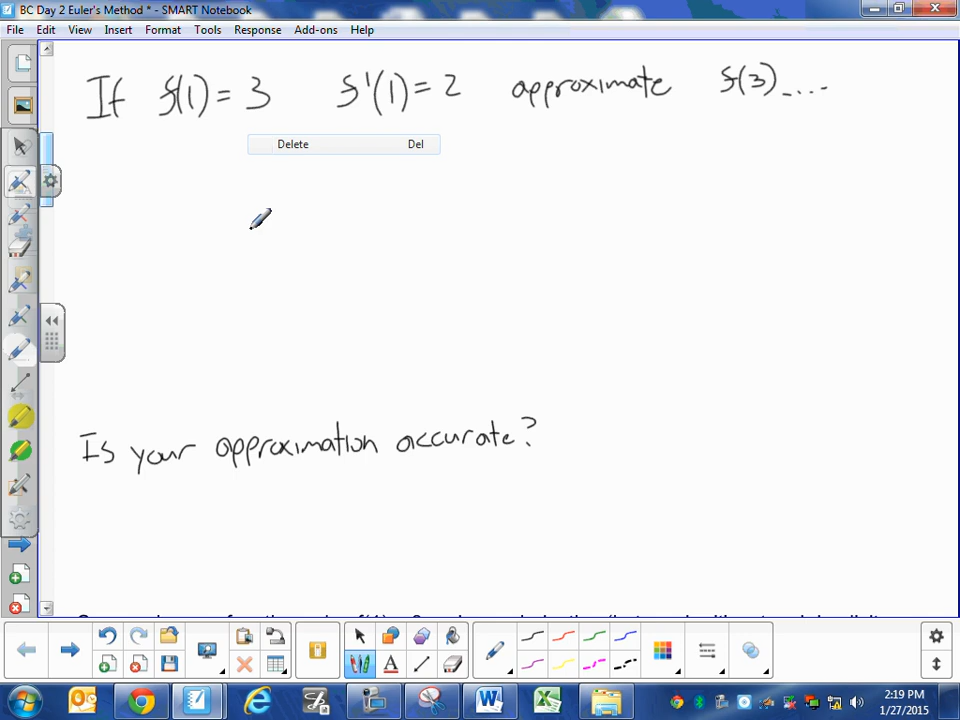 BC Day 2 Euler's Method * - SMART Notebook
File Edit View Insert Format Tools Response Add-ons Help
If f(1) = 3 f'(1) = 2 approximate f(3)....
Delete Del
Is your approximation accurate?
2:19 PM
1/27/2015